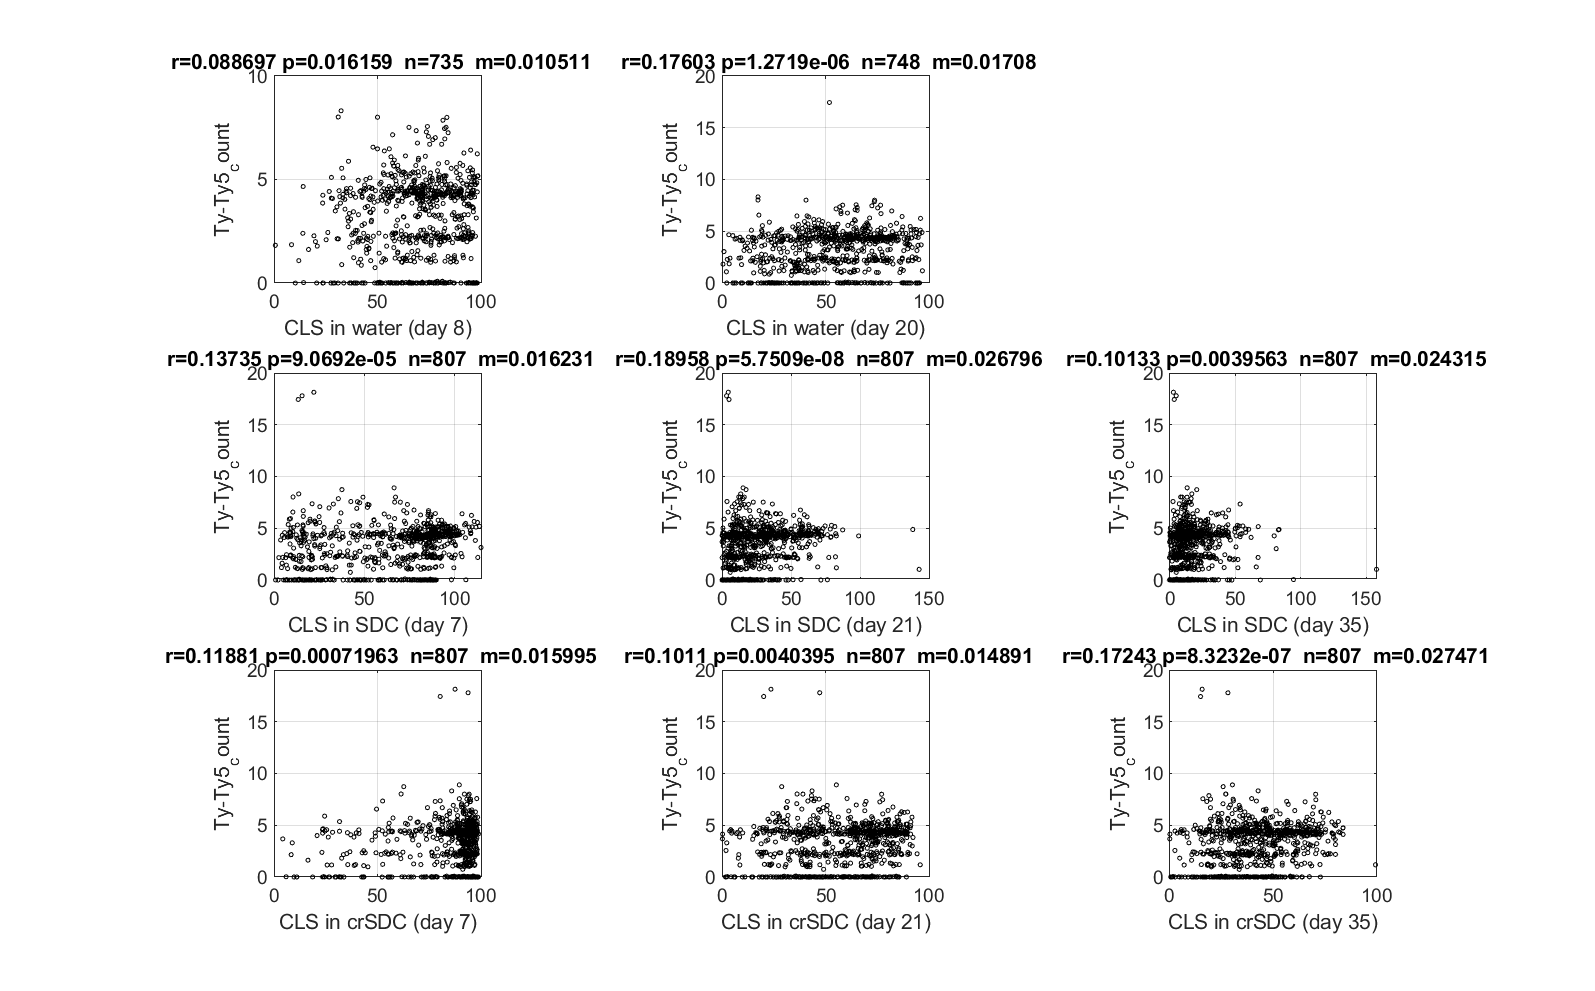 r=0.088697 p=0.016159 n=735 m=0.010511
10
5
0
Ty-Ty5_count
0 50 100
CLS in water (day 8)
r=0.17603 p=1.2719e-06 n=748 m=0.01708
20
15
10
5
0
Ty-Ty5_count
0 50 100
CLS in water (day 20)
r=0.13735 p=9.0692e-05 n=807 m=0.016231
20
15
10
5
0
Ty-Ty5_count
0 50 100
CLS in SDC (day 7)
r=0.18958 p=5.7509e-08 n=807 m=0.026796
20
15
10
5
0
Ty-Ty5_count
0 50 100 150
CLS in SDC (day 21)
r=0.10133 p=0.0039563 n=807 m=0.024315
20
15
10
5
0
Ty-Ty5_count
0 50 100 150
CLS in SDC (day 35)
r=0.11881 p=0.00071963 n=807 m=0.015995
20
15
10
5
0
Ty-Ty5_count
0 50 100
CLS in crSDC (day 7)
r=0.1011 p=0.0040395 n=807 m=0.014891
20
15
10
5
0
Ty-Ty5_count
0 50 100
CLS in crSDC (day 21)
r=0.17243 p=8.3232e-07 n=807 m=0.027471
20
15
10
5
0
Ty-Ty5_count
0 50 100
CLS in crSDC (day 35)